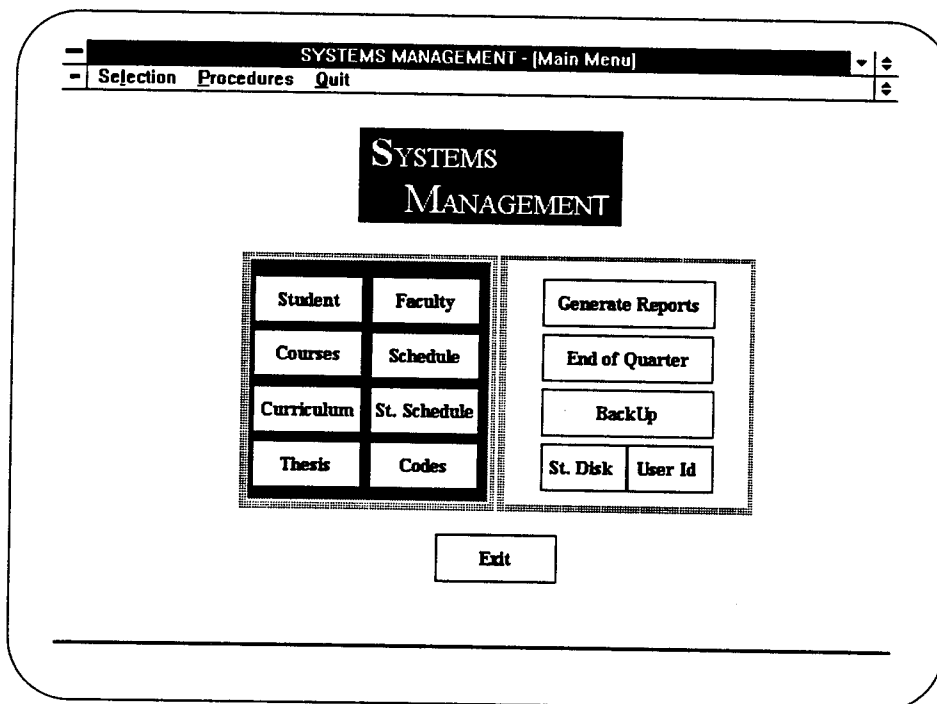 SYSTEMS MANAGEMENT - [Main Menu]
Selection Procedures Quit
SYSTEMS
MANAGEMENT
Student Faculty
Courses Schedule
Curriculum St. Schedule
Thesis Codes
Generate Reports
End of Quarter
BackUp
St. Disk User Id
Exit